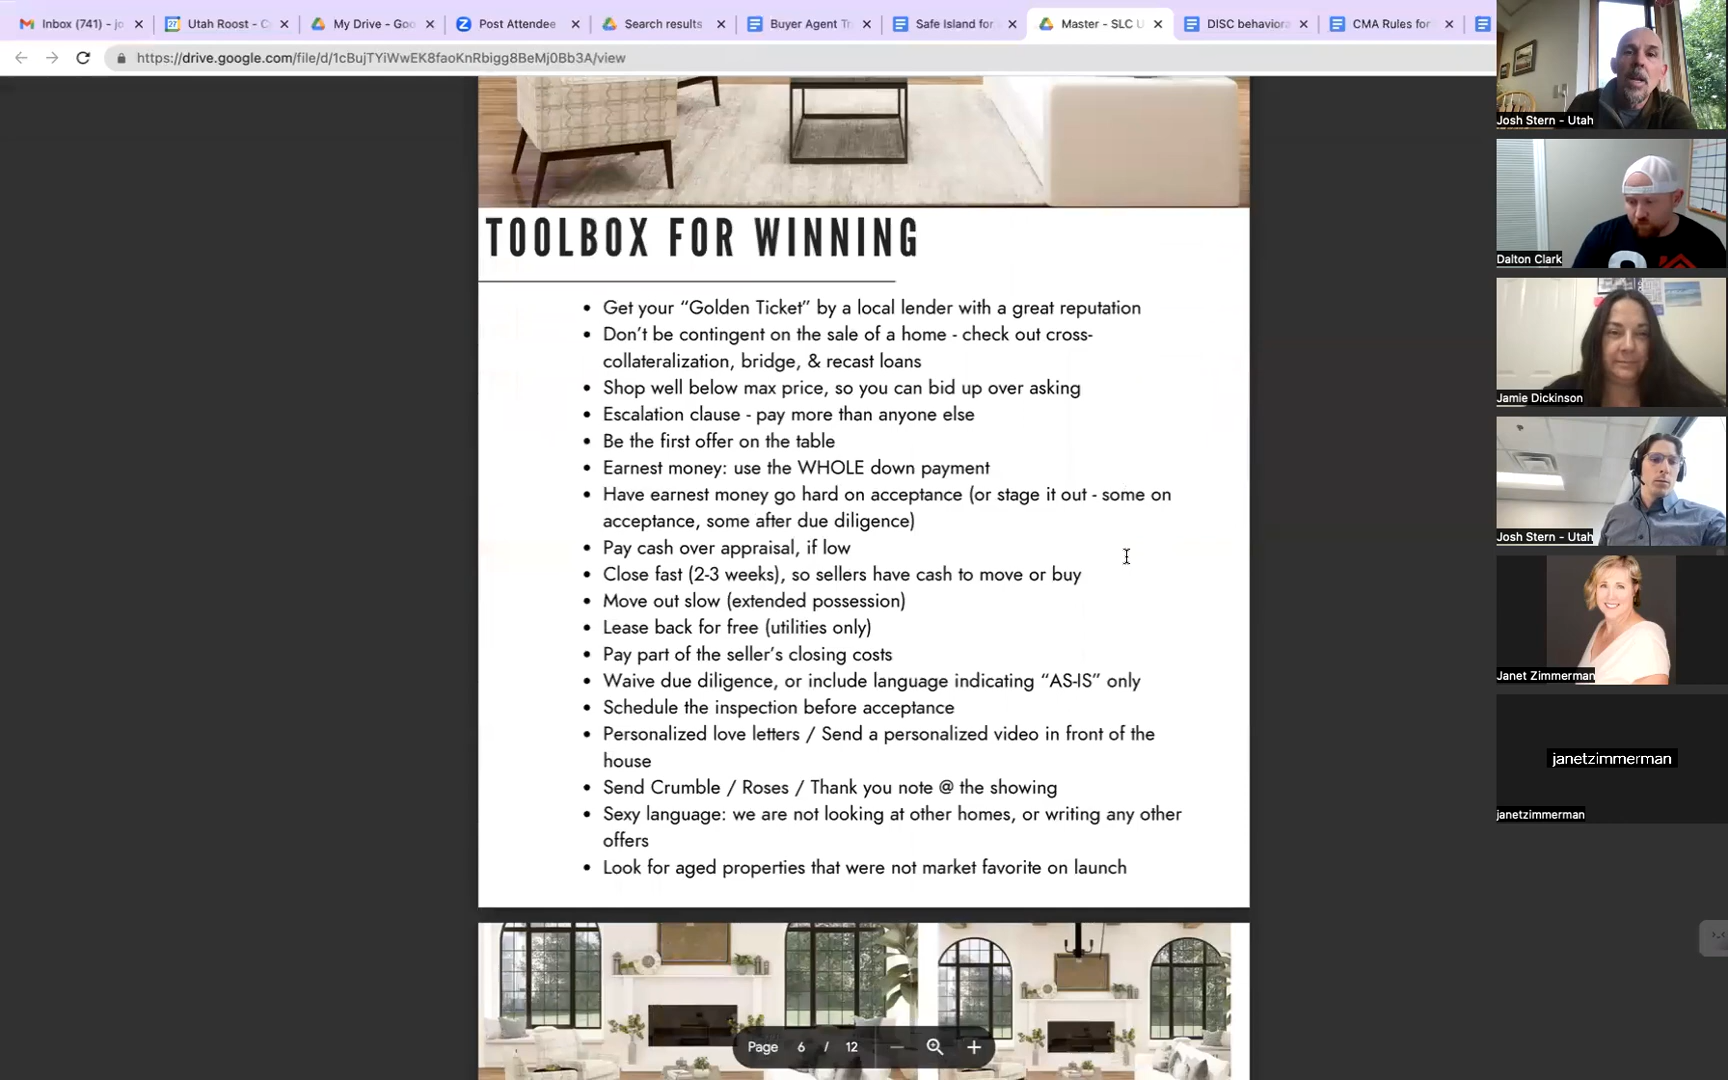 Inbox (741) - jo
Utah Roost - C
My Drive - Goo
Post Attendee
Search results
Buyer Agent T
Safe Island for
Master - SLC U
DISC behaviora
CMA Rules for
https://drive.google.com/file/d/1cBujTYiWwEK8faoKnRbigg8BeMj0Bb3A/view
TOOLBOX FOR WINNING
• Get your “Golden Ticket” by a local lender with a great reputation
• Don’t be contingent on the sale of a home - check out cross-
collateralization, bridge, & recast loans
• Shop well below max price, so you can bid up over asking
• Escalation clause - pay more than anyone else
• Be the first offer on the table
• Earnest money: use the WHOLE down payment
• Have earnest money go hard on acceptance (or stage it out - some on
acceptance, some after due diligence)
• Pay cash over appraisal, if low
• Close fast (2-3 weeks), so sellers have cash to move or buy
• Move out slow (extended possession)
• Lease back for free (utilities only)
• Pay part of the seller’s closing costs
• Waive due diligence, or include language indicating “AS-IS” only
• Schedule the inspection before acceptance
• Personalized love letters / Send a personalized video in front of the
house
• Send Crumble / Roses / Thank you note @ the showing
• Sexy language: we are not looking at other homes, or writing any other
offers
• Look for aged properties that were not market favorite on launch
Page 6 / 12
Josh Stern - Utah
Dalton Clark
Jamie Dickinson
Josh Stern - Utah
Janet Zimmerman
janetzimmerman
janetzimmerman